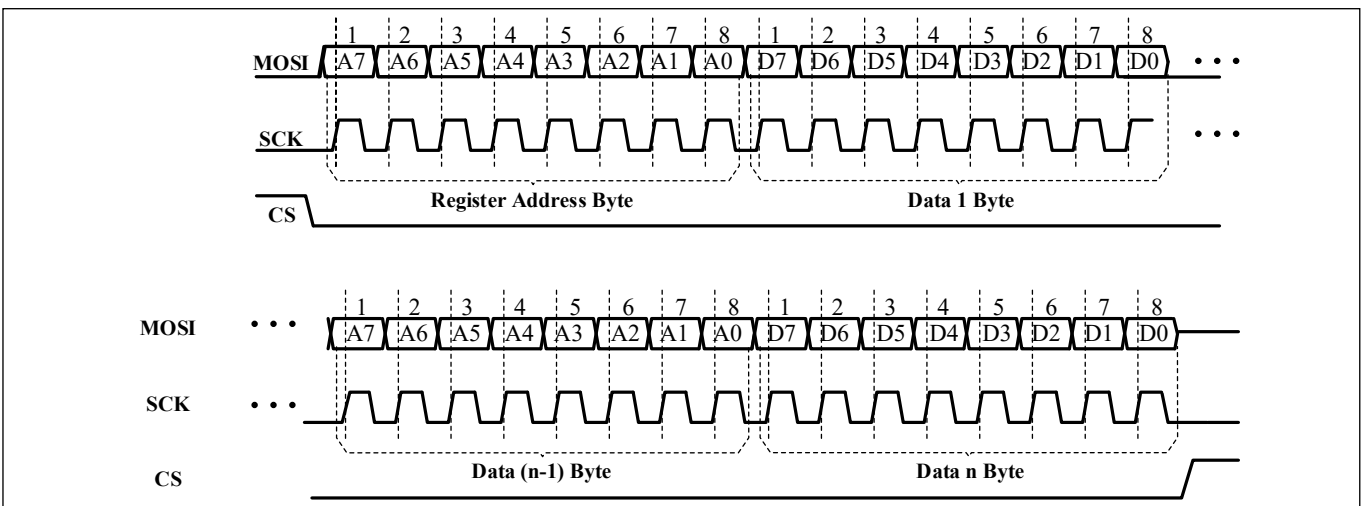 1 2 3 4 5 6 7 8 1 2 3 4 5 6 7 8
MOSI A7 A6 A5 A4 A3 A2 A1 A0 D7 D6 D5 D4 D3 D2 D1 D0 • • •
SCK • • •
Register Address Byte Data 1 Byte
CS
1 2 3 4 5 6 7 8 1 2 3 4 5 6 7 8
MOSI • • • A7 A6 A5 A4 A3 A2 A1 A0 D7 D6 D5 D4 D3 D2 D1 D0
SCK • • •
Data (n-1) Byte Data n Byte
CS